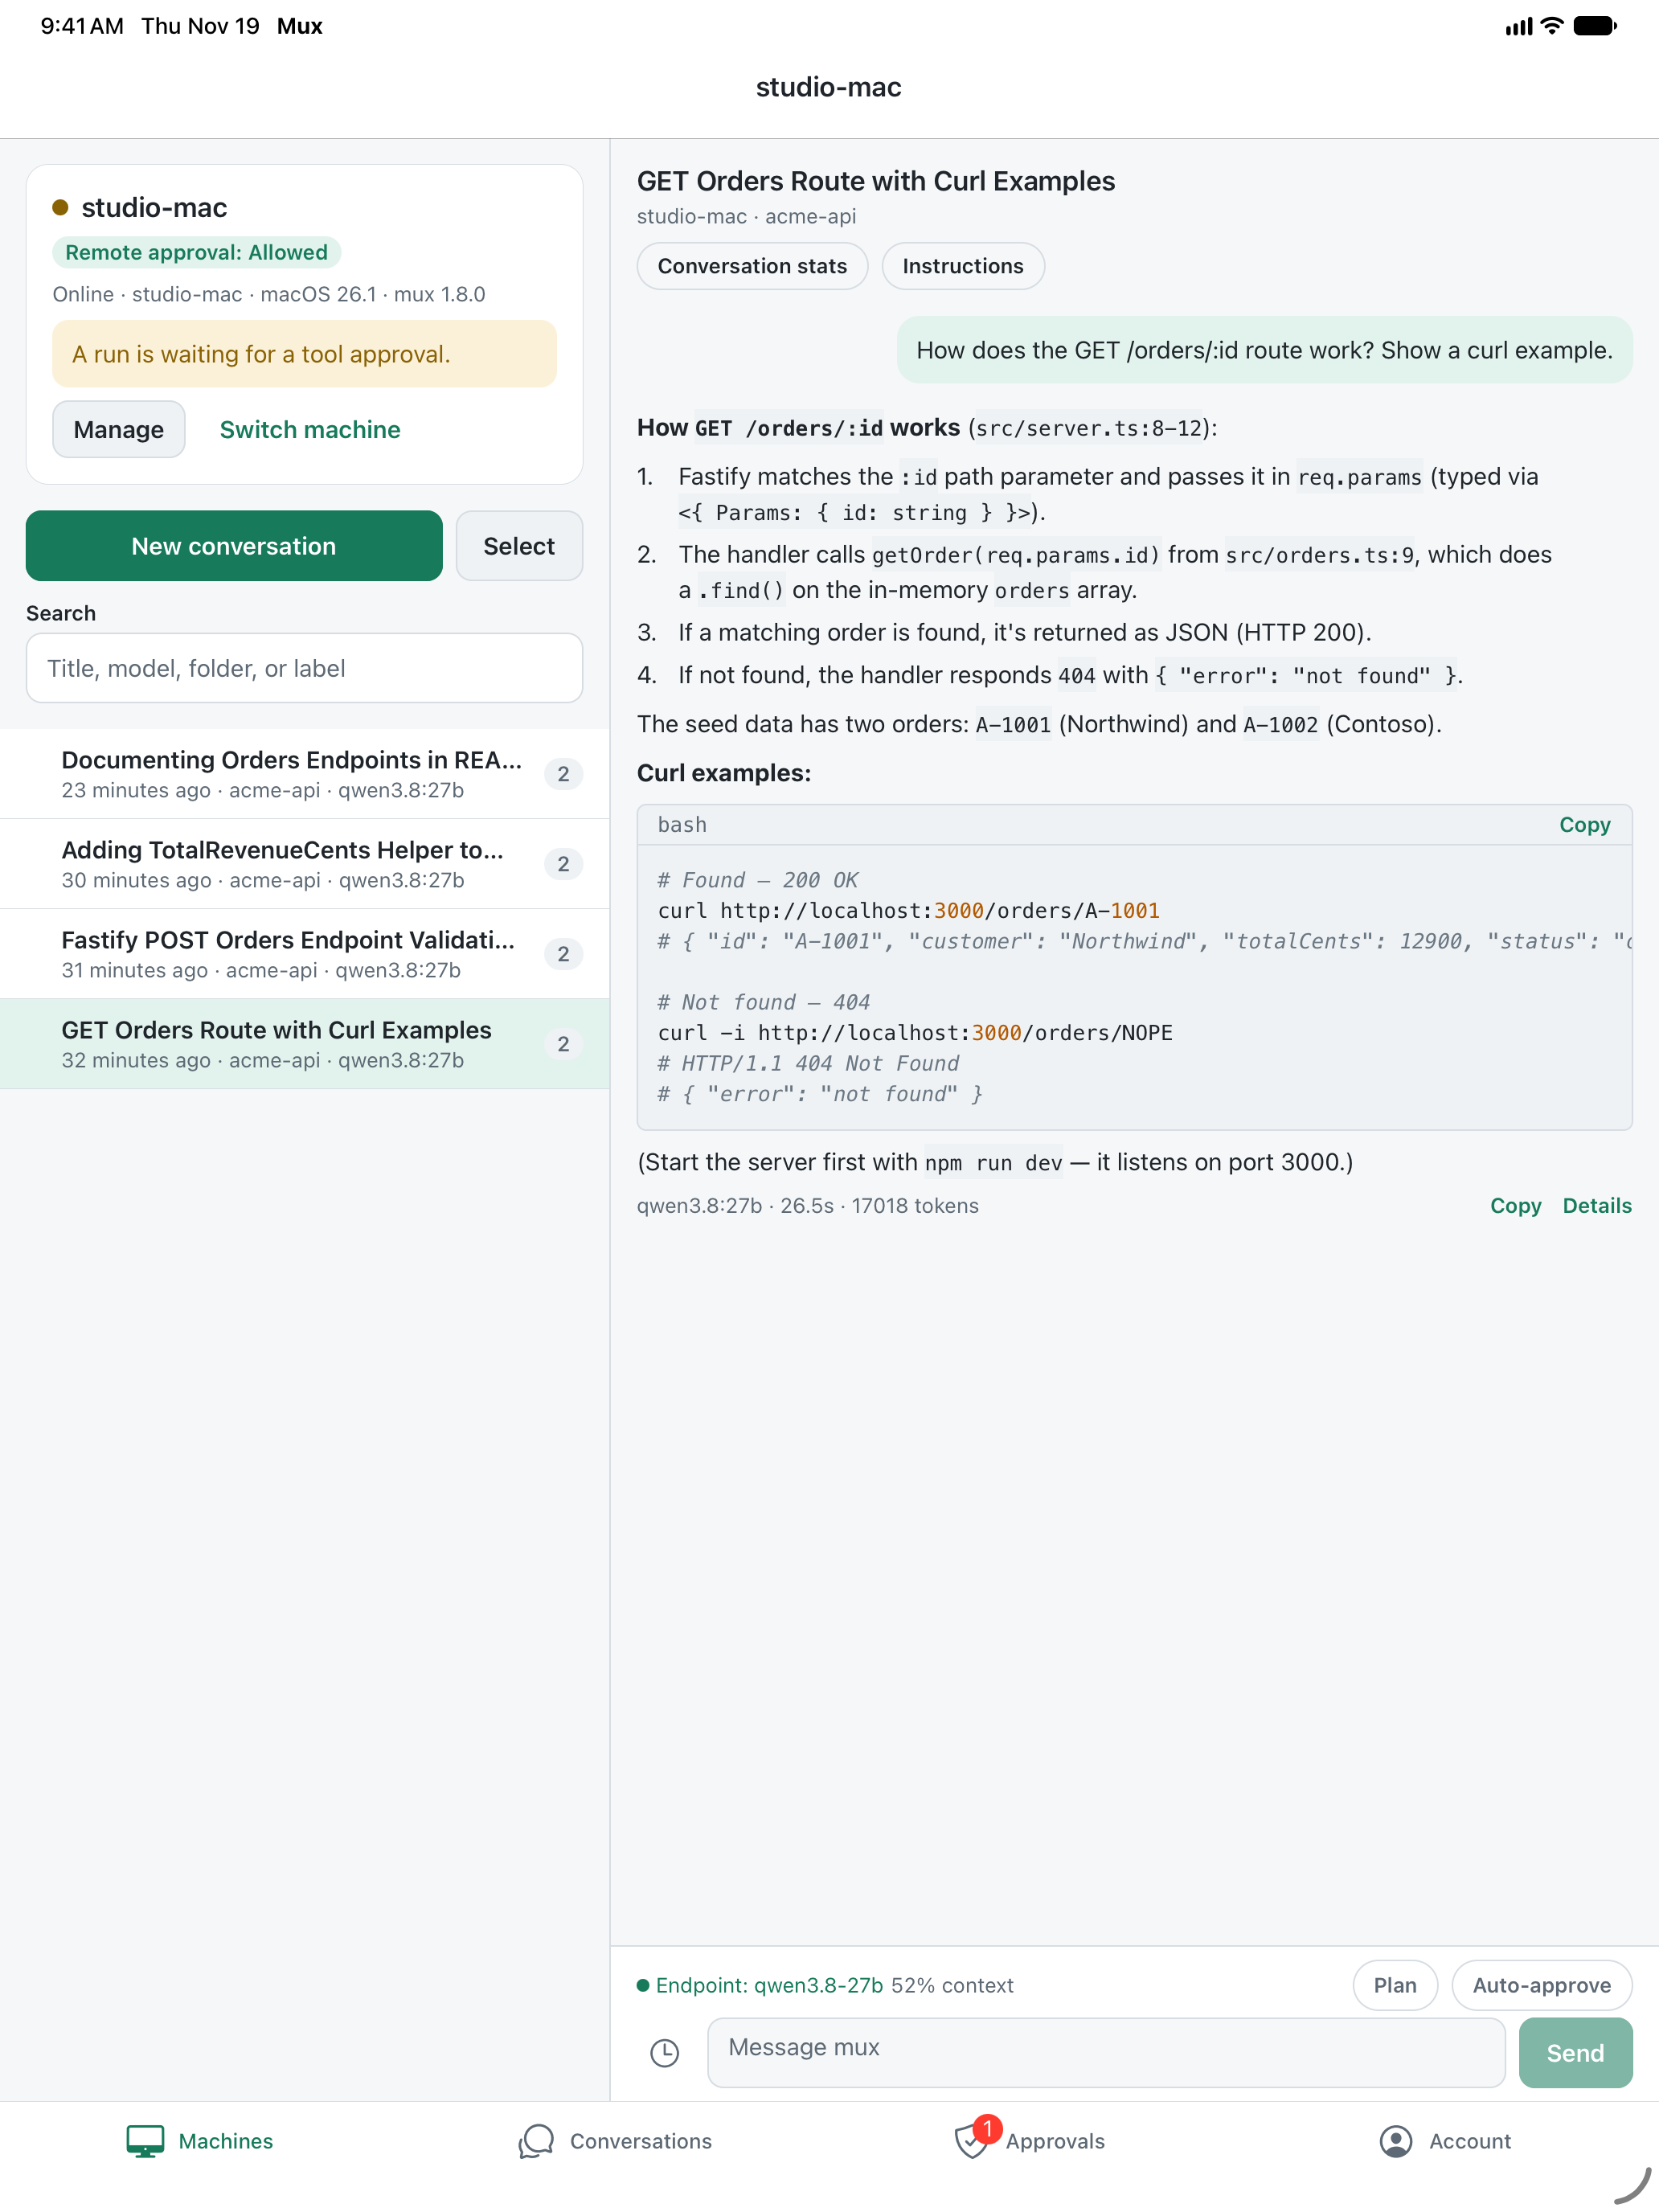 9:41 AM Thu Nov 19 Mux
studio-mac
studio-mac
Remote approval: Allowed
Online · studio-mac · macOS 26.1 · mux 1.8.0
A run is waiting for a tool approval.
Manage
Switch machine
New conversation
Select
Search
Title, model, folder, or label
Documenting Orders Endpoints in REA...
23 minutes ago · acme-api · qwen3.8:27b
2
Adding TotalRevenueCents Helper to...
30 minutes ago · acme-api · qwen3.8:27b
2
Fastify POST Orders Endpoint Validati...
31 minutes ago · acme-api · qwen3.8:27b
2
GET Orders Route with Curl Examples
32 minutes ago · acme-api · qwen3.8:27b
2
GET Orders Route with Curl Examples
studio-mac · acme-api
Conversation stats
Instructions
How does the GET /orders/:id route work? Show a curl example.
How GET /orders/:id works (src/server.ts:8-12):
1. Fastify matches the :id path parameter and passes it in req.params (typed via
<{ Params: { id: string } }>).
2. The handler calls getOrder(req.params.id) from src/orders.ts:9, which does
a .find() on the in-memory orders array.
3. If a matching order is found, it's returned as JSON (HTTP 200).
4. If not found, the handler responds 404 with { "error": "not found" }.
The seed data has two orders: A-1001 (Northwind) and A-1002 (Contoso).
Curl examples:
bash
Copy
# Found — 200 OK
curl http://localhost:3000/orders/A-1001
# { "id": "A-1001", "customer": "Northwind", "totalCents": 12900, "status": "
# Not found — 404
curl -i http://localhost:3000/orders/NOPE
# HTTP/1.1 404 Not Found
# { "error": "not found" }
(Start the server first with npm run dev — it listens on port 3000.)
qwen3.8:27b · 26.5s · 17018 tokens
Copy
Details
Endpoint: qwen3.8-27b 52% context
Plan
Auto-approve
Message mux
Send
Machines
Conversations
1
Approvals
Account